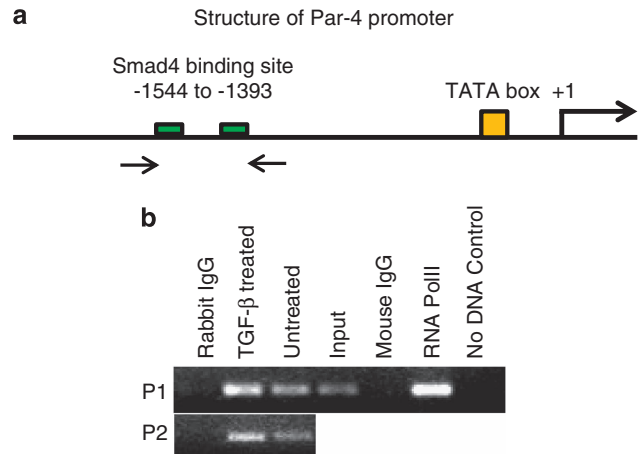 a
Structure of Par-4 promoter
Smad4 binding site
-1544 to -1393
TATA box +1
b
Rabbit IgG
TGF-β treated
Untreated
Input
Mouse IgG
RNA PolII
No DNA Control
P1
P2